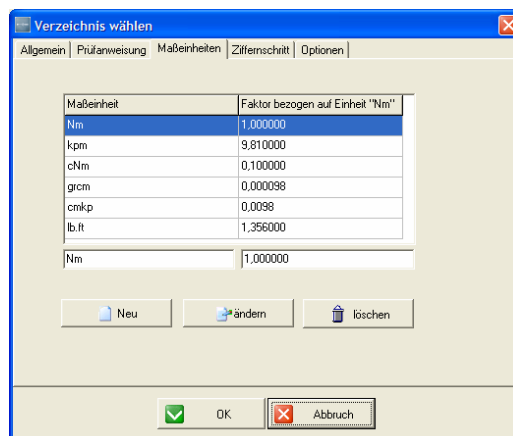 Verzeichnis wählen
Allgemein Prüfanweisung Maßeinheiten Ziffernschritt Optionen
Maßeinheit Faktor bezogen auf Einheit "Nm"
Nm 1,000000
kpm 9,810000
cNm 0,100000
grcm 0,000098
cmkp 0,0098
lb.ft 1,356000
Nm 1,000000
Neu ändern löschen
OK Abbruch